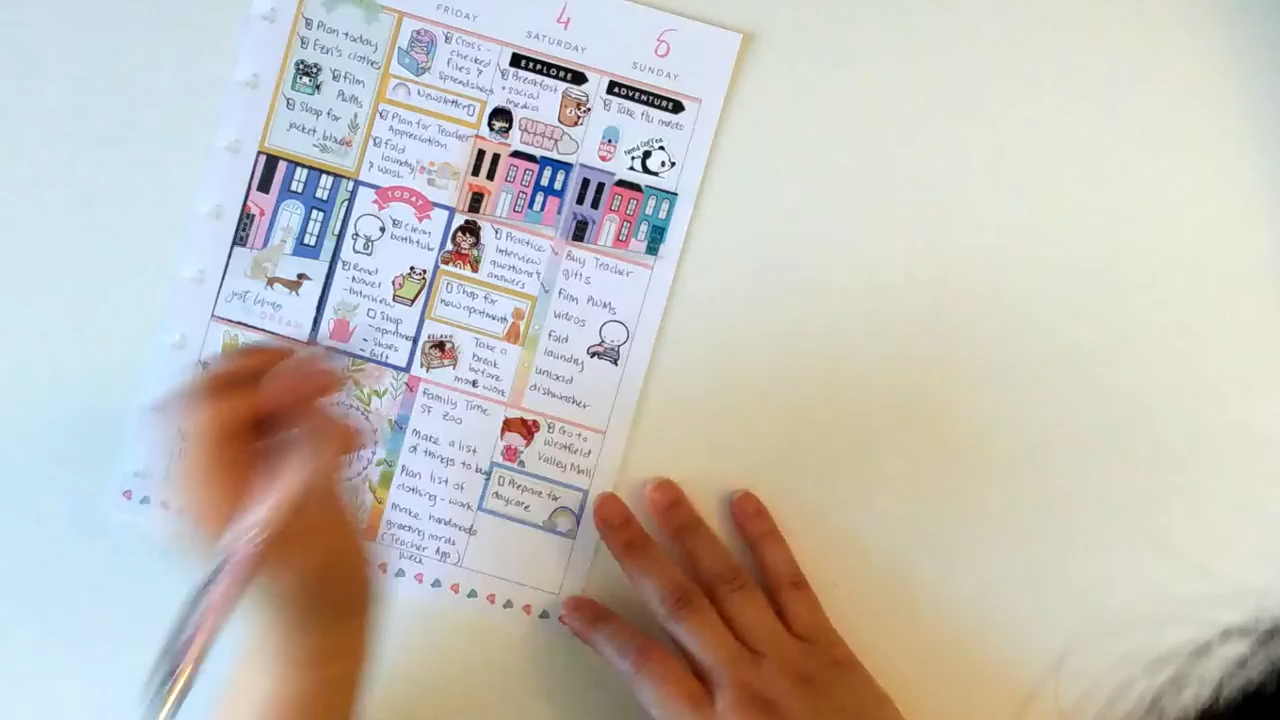 FRIDAY
4
SATURDAY
6
SUNDAY
Plan today
Ezri's clothes
Film
PWMs
Shop for
jacket, blouse
Cross-
checked
files &
spredsheet
Newsletter
Plan for Teacher
Appreciation
Fold
laundry
& wash
EXPLORE
Breakfast
+ social
media
SUPER
MOM
ADVENTURE
Take flu meds
Need Coffee
just living
DREAM
TODAY
Clean
bathtub
Read
-Novel
-Interview
Shop
-apartment
-Shoes
-Gift
Practice
Interview
questions &
answers
Shop for
new apartment
RELAX
Take a
break
before
more work
Buy Teacher
gifts
Film PWMs
videos
Fold
laundry
unload
dishwasher
Family Time
SF Zoo
Make a list
of things to buy
Plan list of
clothing - work
Make handmade
greeting cards
(Teacher App.)
Week
Go to
Westfield
Valley Mall
Prepare for
daycare